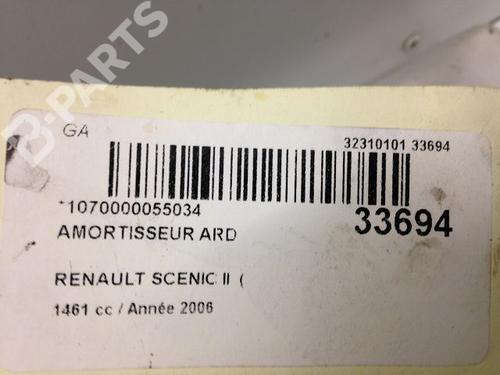 B-PARTS
GA
32310101 33694
*1070000055034
33694
AMORTISSEUR ARD
RENAULT SCENIC II (
1461 cc / Année 2006